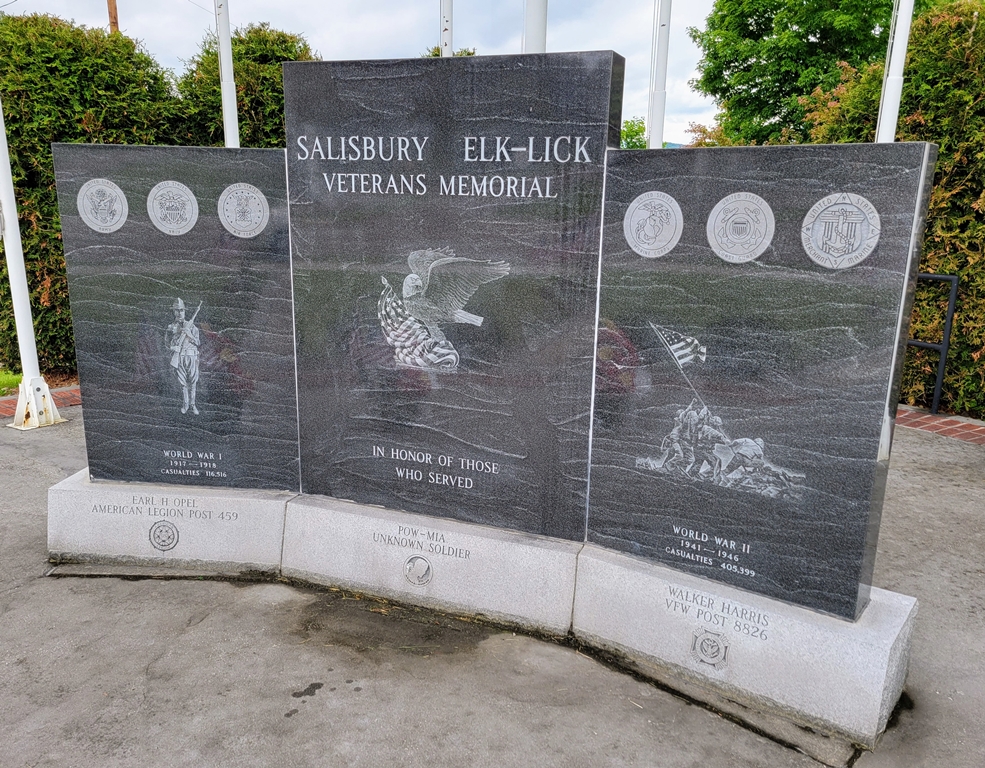 SALISBURY ELK-LICK
VETERANS MEMORIAL
IN HONOR OF THOSE
WHO SERVED
WORLD WAR I
1917-1918
CASUALTIES 116,516
WORLD WAR II
1941-1946
CASUALTIES 405,399
EARL H OPEL
AMERICAN LEGION POST 459
POW-MIA
UNKNOWN SOLDIER
WALKER HARRIS
VFW POST 8826